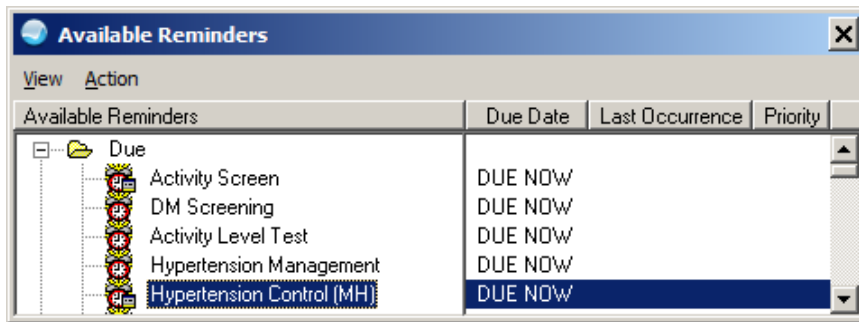 Available Reminders
View Action
Available Reminders Due Date Last Occurrence Priority
Due
Activity Screen DUE NOW
DM Screening DUE NOW
Activity Level Test DUE NOW
Hypertension Management DUE NOW
Hypertension Control (MH) DUE NOW